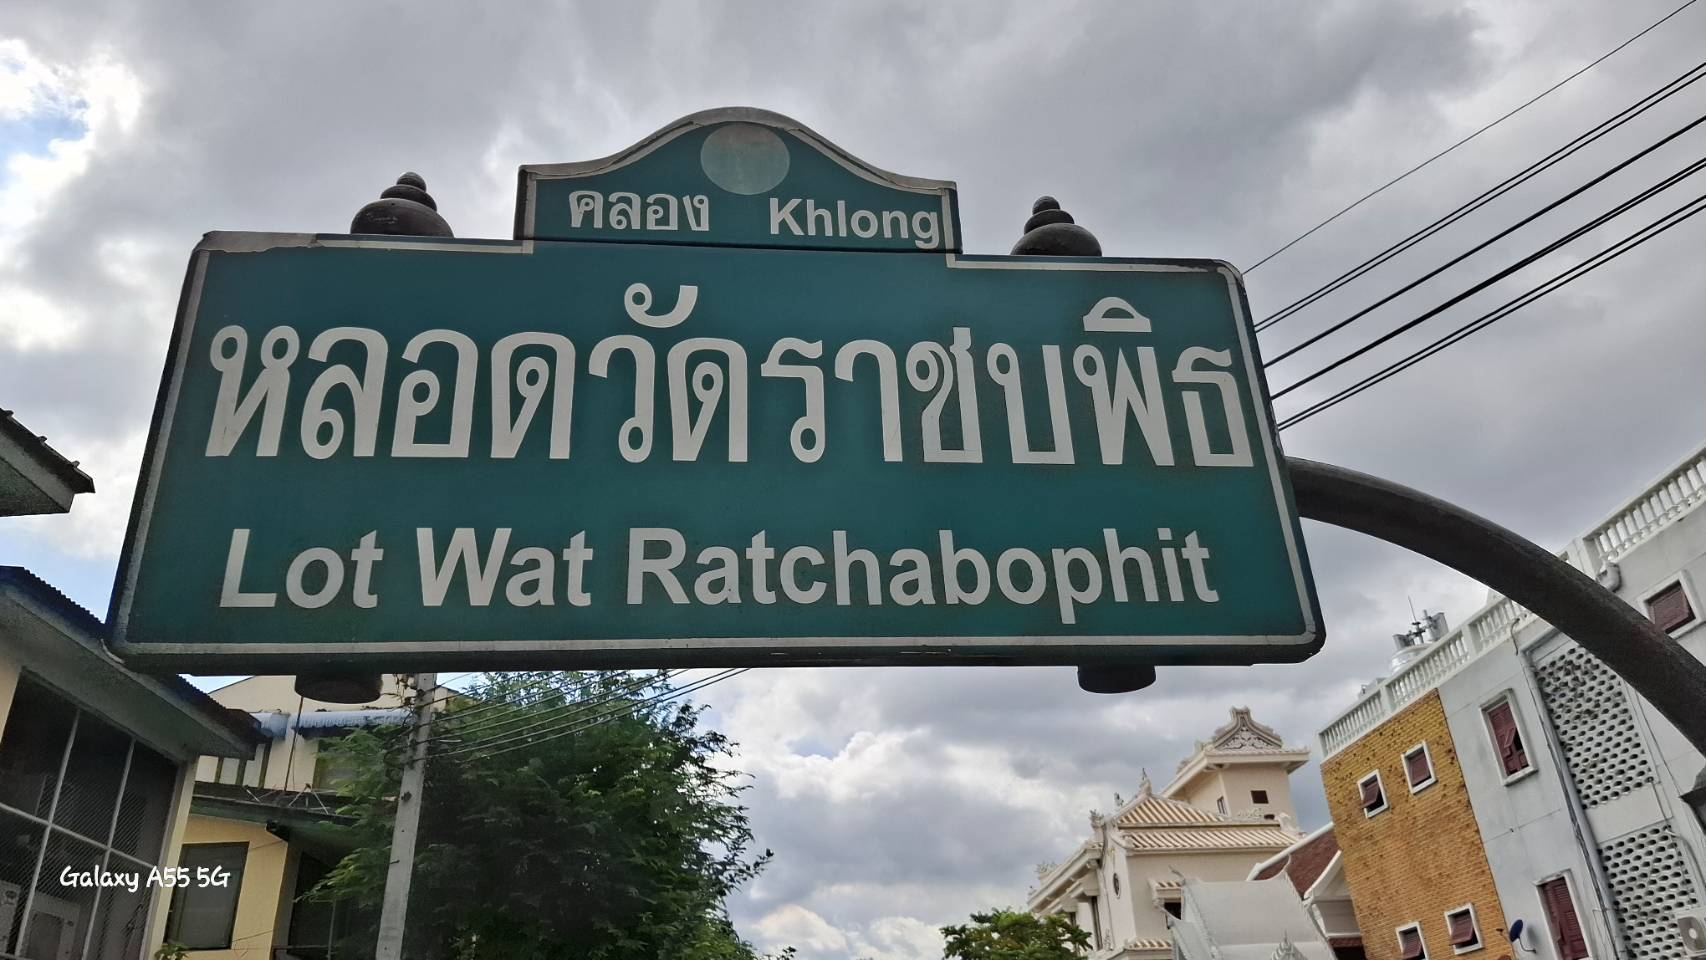 คลอง Khlong
หลอดวัดราชบพิธ
Lot Wat Ratchabophit
Galaxy A55 5G